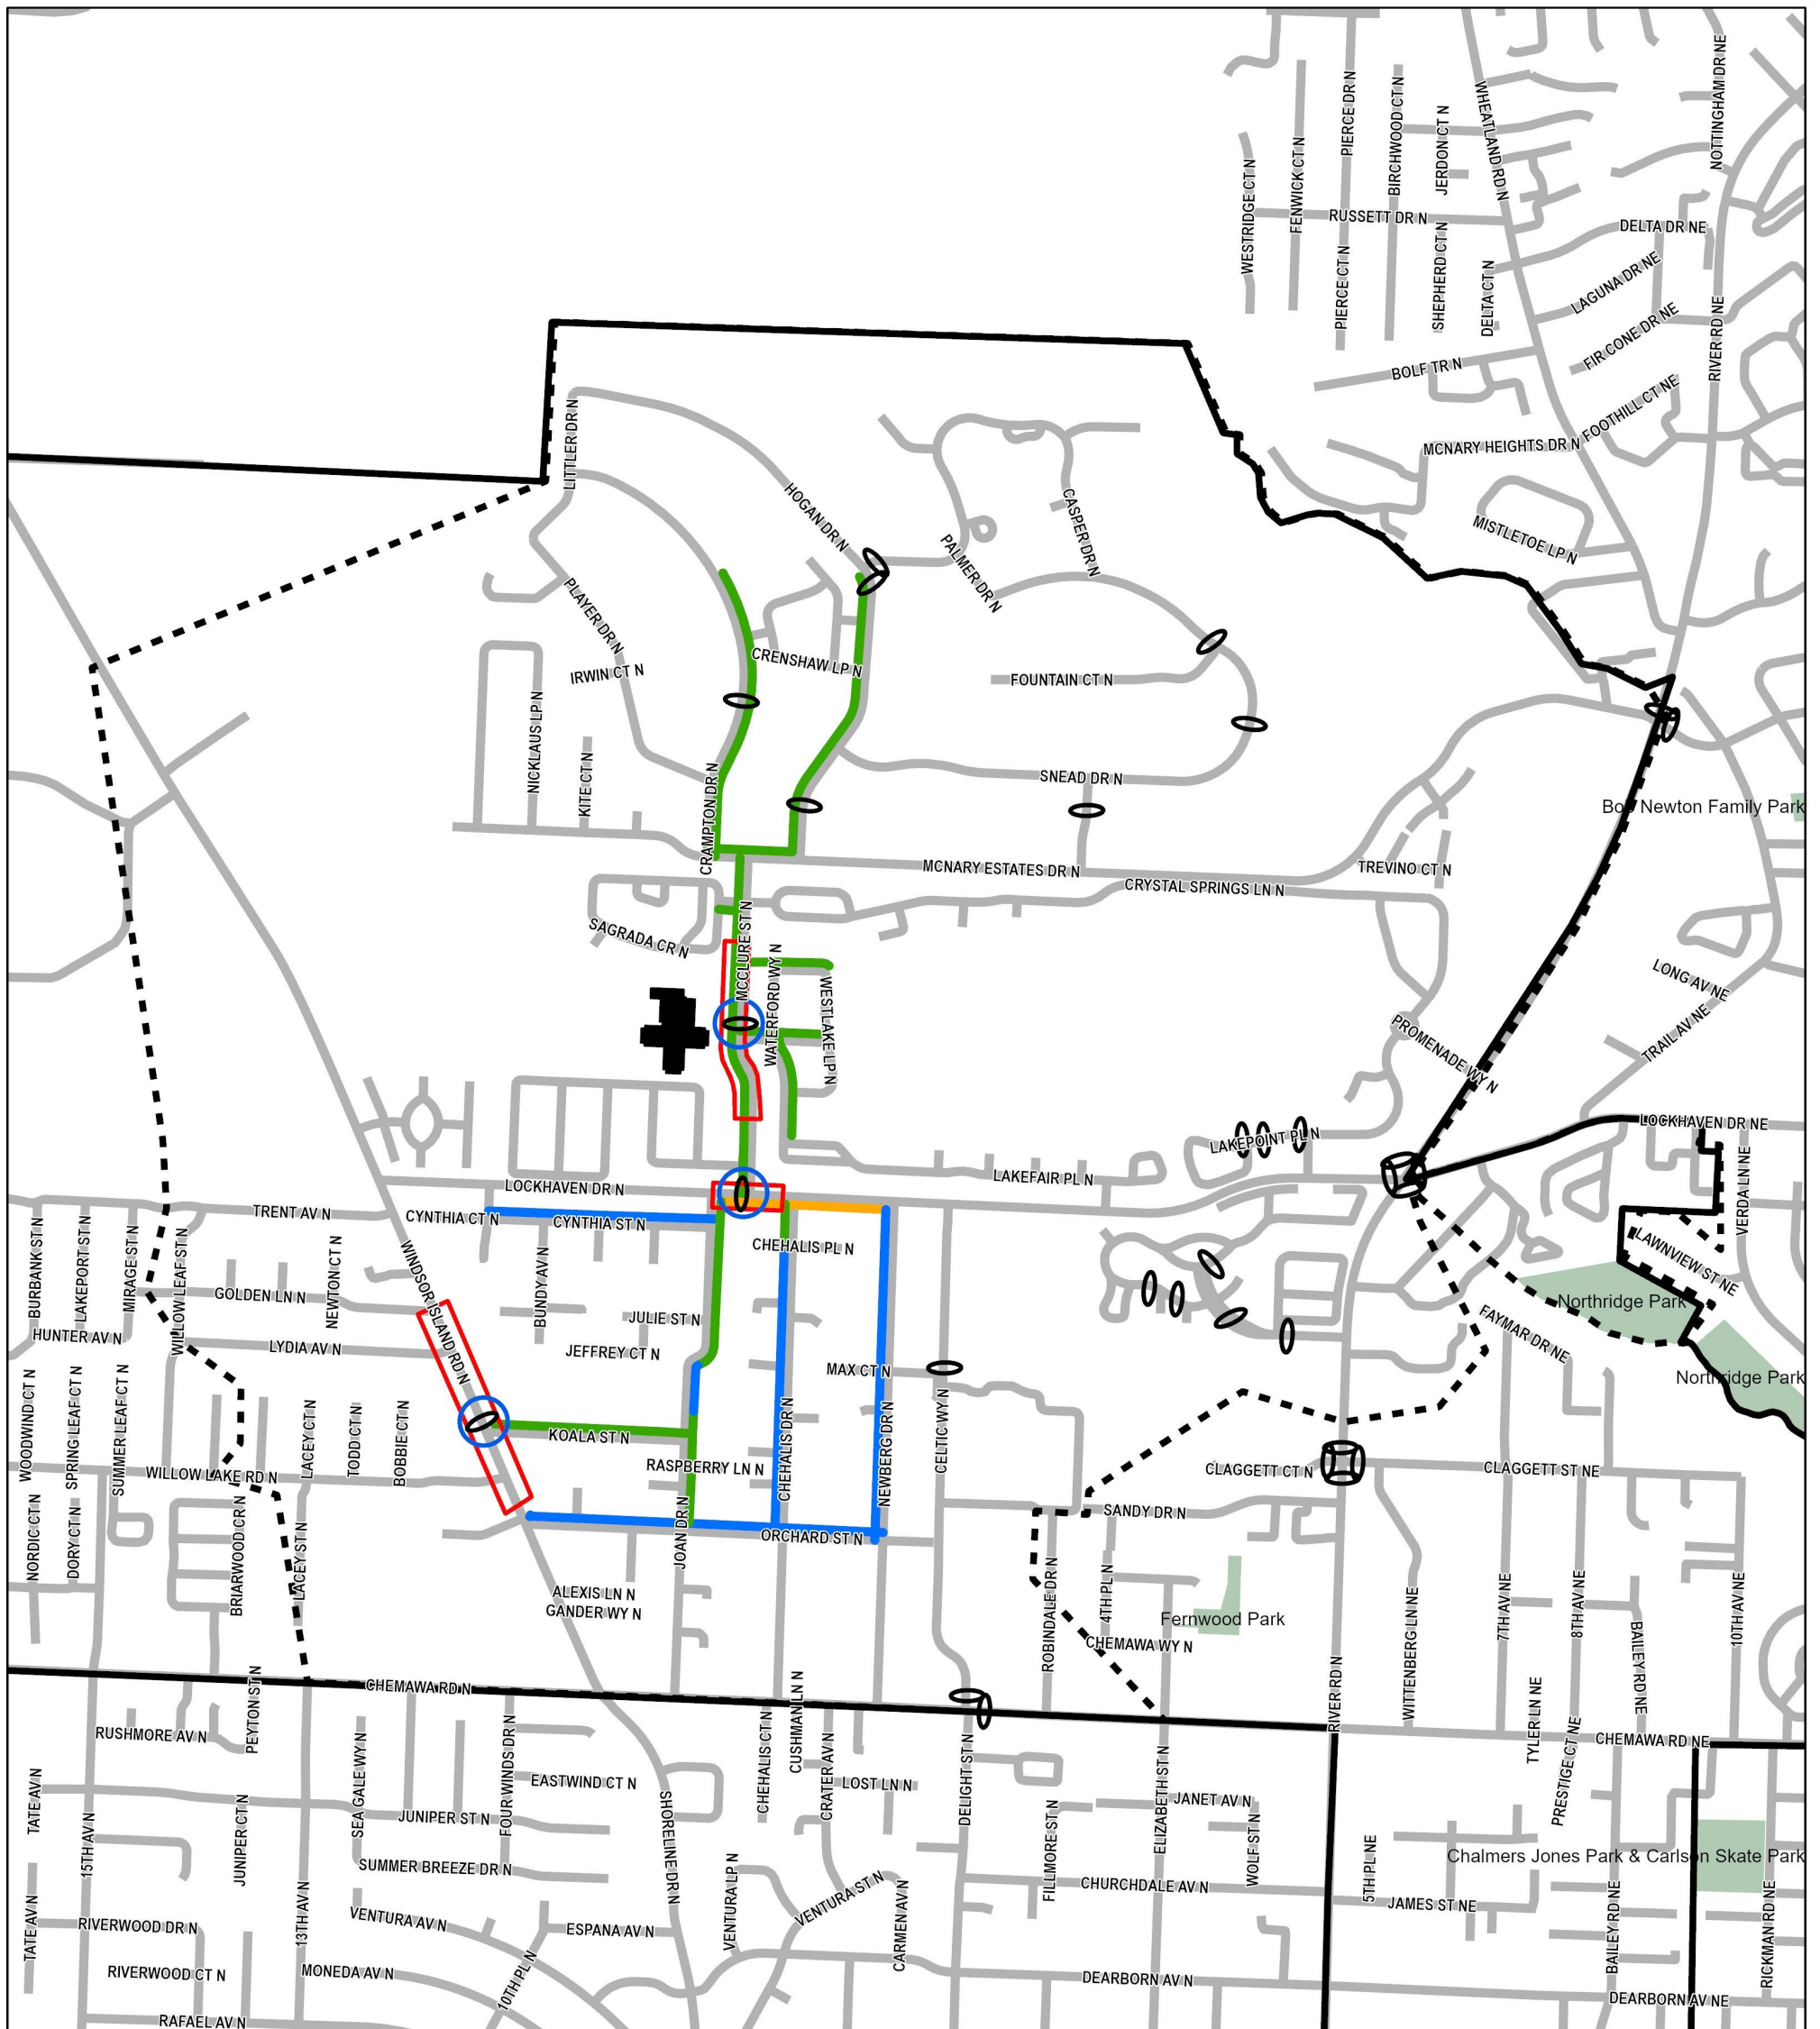 NOTTINGHAM DR NE
WHEATLAND RD N
PIERCE DR N
BIRCHWOOD CT N
JERDON CT N
FENWICK CT N
WESTRIDGE CT N
RUSSETT DR N
DELTA DR NE
SHEPHERD CT N
PIERCE CT N
DELTA CT N
LAGUNA DR NE
FIR CONE DR NE
RIVER RD NE
BOLF TR N
FOOTHILL CT NE
LITTLER DR N
MCNARY HEIGHTS DR N
HOGAN DR N
CASPER DR N
MISTLETOE LP N
PALMER DR N
PLAYER DR N
CRENSHAW LP N
IRWIN CT N
FOUNTAIN CT N
NICKLAUS LP N
KITE CT N
SNEAD DR N
CRAMPTON DR N
Bob Newton Family Park
MCNARY ESTATES DR N
TREVINO CT N
CRYSTAL SPRINGS LN N
SAGRADA CR N
MCCLURE ST N
WATERFORD WY N
WESTLAKE LP N
LONG AV NE
TRAIL AV NE
PROMENADE WY N
LOCKHAVEN DR NE
LAKEPOINT PL N
VERDA LN NE
LAKEFAIR PL N
LOCKHAVEN DR N
TRENT AV N
CYNTHIA CT N
CYNTHIA ST N
CHEHALIS PL N
LAWNVIEW ST NE
BURBANK ST N
LAKEPORT ST N
MIRAGE ST N
WILLOW LEAF ST N
NEWTON CT N
WINDSOR ISLAND RD N
BUNDY AV N
GOLDEN LN N
Northridge Park
JULIE ST N
FAYMAR DR NE
HUNTER AV N
LYDIA AV N
JEFFREY CT N
MAX CT N
Northridge Park
WOODWIND CT N
SPRING LEAF CT N
SUMMER LEAF CT N
LACEY CT N
TODD CT N
BOBBIE CT N
KOALA ST N
CHEHALIS DR N
NEWBERG DR N
CELTIC WY N
WILLOW LAKE RD N
RASPBERRY LN N
CLAGGETT CT N
CLAGGETT ST NE
SANDY DR N
NORDIC CT N
DORY CT N
BRIARWOOD CR N
LACEY ST N
JOAN DR N
ORCHARD ST N
ALEXIS LN N
GANDER WY N
ROBINDALE DR N
4TH PL N
Fernwood Park
CHEMAWA WY N
WITTENBERG LN NE
7TH AV NE
8TH AV NE
BAILEY RD NE
10TH AV NE
RIVER RD N
CHEMAWA RD N
PEYTON ST N
RUSHMORE AV N
CHEHALIS CT N
CUSHMAN LN N
CRATER AV N
TYLER LN NE
PRESTIGE CT NE
CHEMAWA RD NE
TATE AV N
15TH AV N
JUNIPER CT N
SEA GALE WY N
FOUR WINDS DR N
EASTWIND CT N
LOST LN N
DELIGHT ST N
JUNIPER ST N
SHORELINE DR N
JANET AV N
ELIZABETH ST N
WOLF ST N
FILLMORE ST N
5TH PL NE
Chalmers Jones Park & Carlson Skate Park
SUMMER BREEZE DR N
CHURCHDALE AV N
JAMES ST NE
VENTURA LP N
VENTURA ST N
CARMEN AV N
TATE AV N
RIVERWOOD DR N
13TH AV N
VENTURA AV N
ESPANA AV N
BAILEY RD NE
RICKMAN RD NE
RIVERWOOD CT N
MONEDA AV N
10TH PL N
DEARBORN AV N
DEARBORN AV NE
RAFAEL AV N